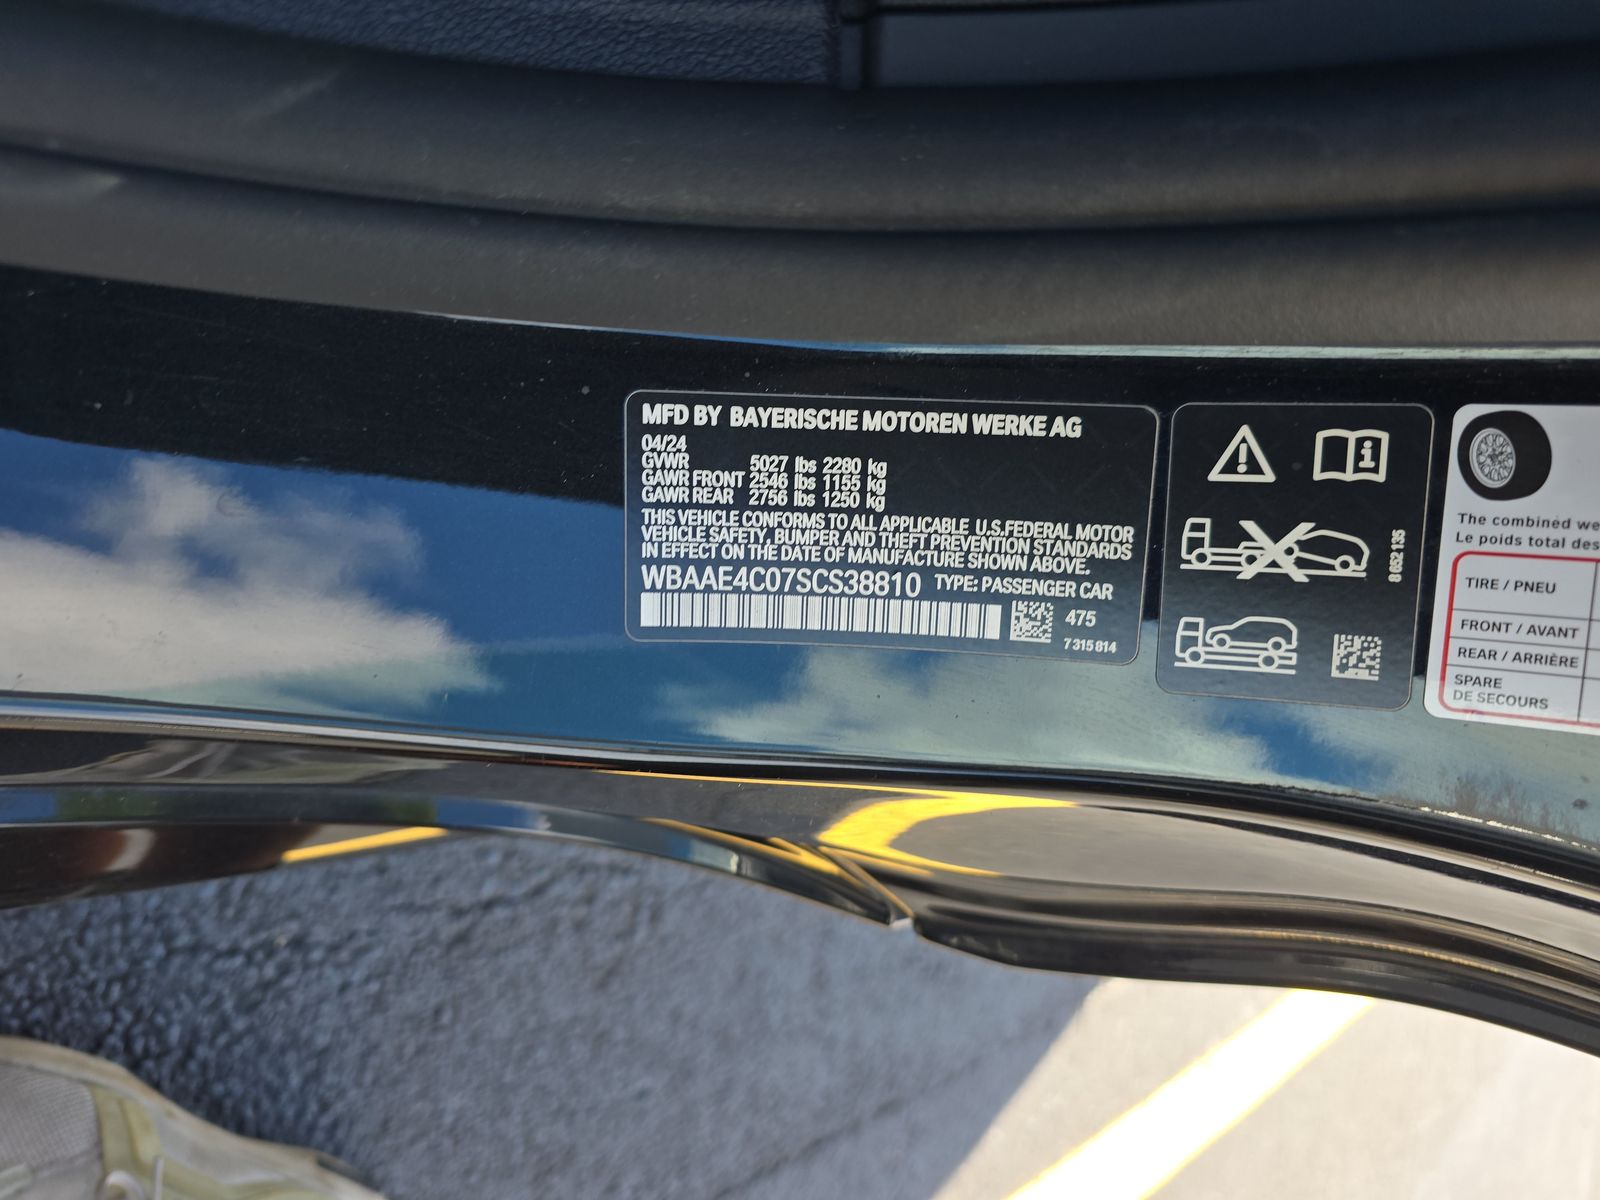 MFD BY BAYERISCHE MOTOREN WERKE AG
04/24
GVWR 5027 lbs 2280 kg
GAWR FRONT 2546 lbs 1155 kg
GAWR REAR 2756 lbs 1250 kg
THIS VEHICLE CONFORMS TO ALL APPLICABLE U.S.FEDERAL MOTOR
VEHICLE SAFETY, BUMPER AND THEFT PREVENTION STANDARDS
IN EFFECT ON THE DATE OF MANUFACTURE SHOWN ABOVE.
WBAAE4C07SCS38810 TYPE: PASSENGER CAR
475
7 315 814
8 652 135
The combined we
Le poids total des
TIRE / PNEU
FRONT / AVANT
REAR / ARRIÈRE
SPARE
DE SECOURS